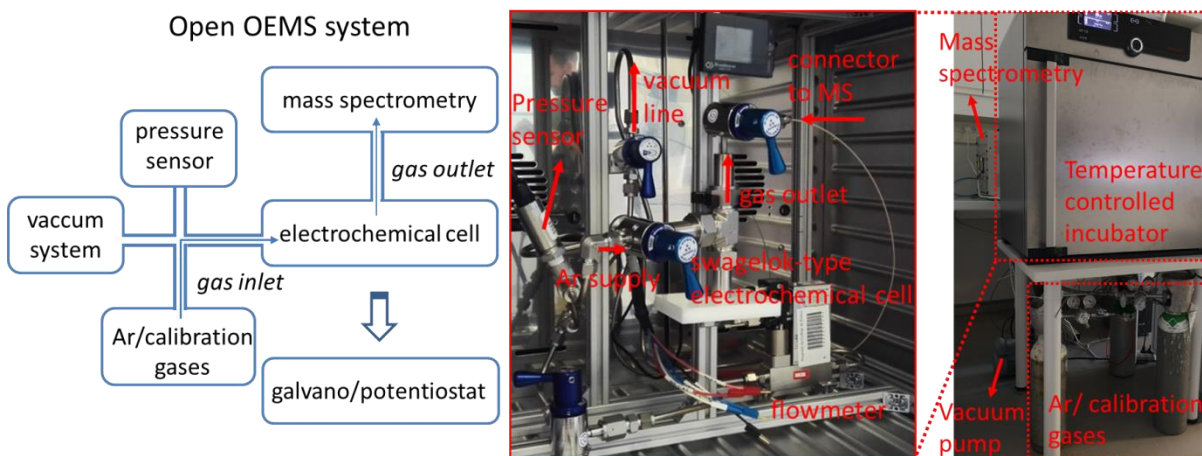 Open OEMS system
mass spectrometry
pressure
sensor
gas outlet
vaccum
system
electrochemical cell
gas inlet
Ar/calibration
gases
galvano/potentiostat
Pressure
sensor
vacuum
line
connector
to MS
gas outlet
Ar supply
swagelok-type
electrochemical cell
flowmeter
Mass
spectrometry
Temperature
controlled
incubator
Vacuum
pump
Ar/ calibration
gases